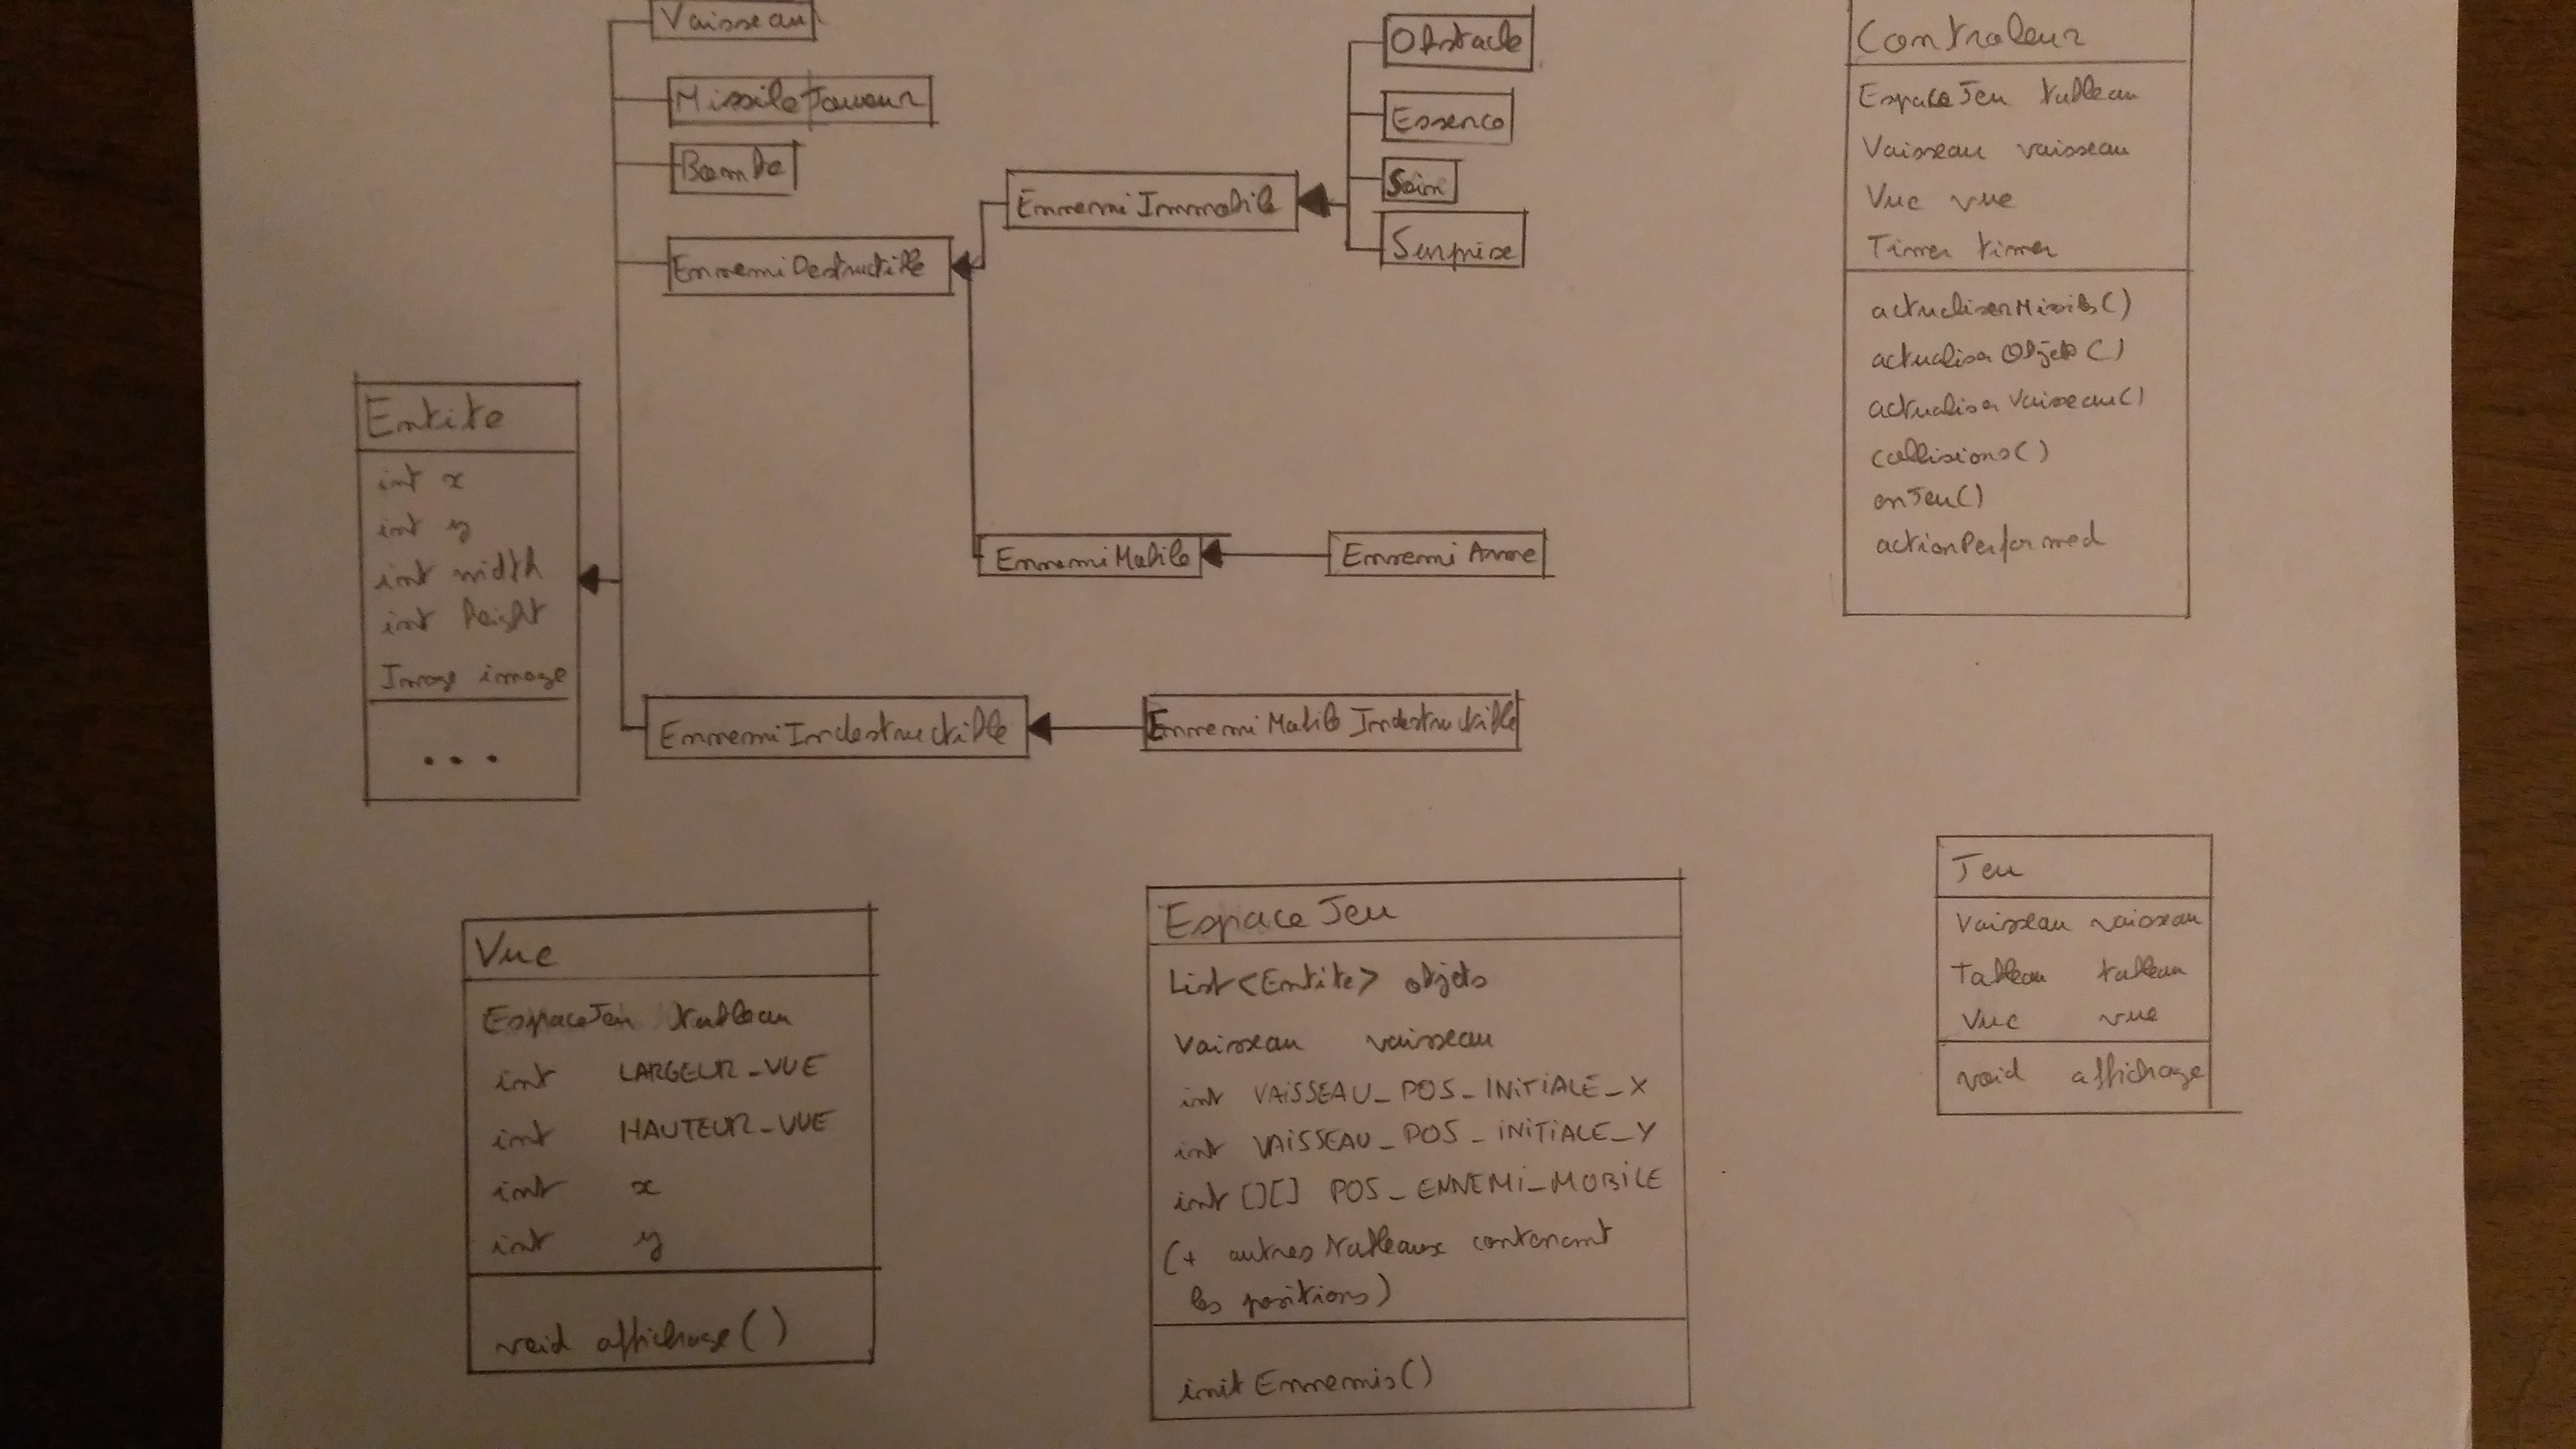 Vaisseau
MissileJoueur
Bombe
EnnemiDestructible
EnnemiImmobile
Obstacle
Essence
Soin
Surprise
EnnemiMobile
EnnemiArme
EnnemiIndestructible
EnnemiMobileIndestructible
Entite
int x
int y
int width
int height
Image image
...
Controleur
EspaceJeu tableau
Vaisseau vaisseau
Vue vue
Timer timer
actualiserMissiles()
actualiserObjets()
actualiserVaisseau()
collisions()
enJeu()
actionPerformed
Vue
EspaceJeu tableau
int LARGEUR_VUE
int HAUTEUR_VUE
int x
int y
void affichage()
EspaceJeu
List<Entite> objets
Vaisseau vaisseau
int VAISSEAU_POS_INITIALE_X
int VAISSEAU_POS_INITIALE_Y
int [][] POS_ENNEMI_MOBILE
(+ autres tableaux contenant
les positions)
initEnnemis()
Jeu
Vaisseau vaisseau
Tableau tableau
Vue vue
void affichage